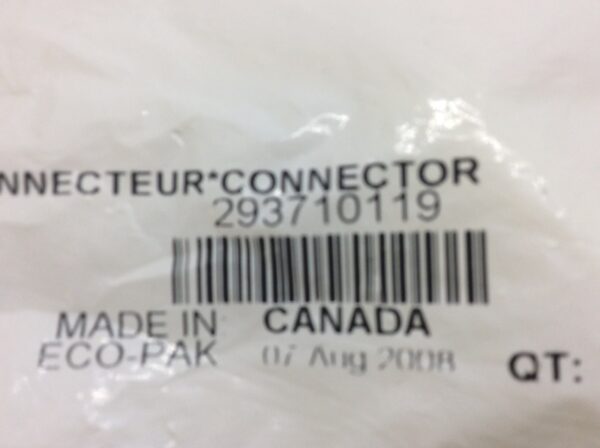 NNECTEUR*CONNECTOR
293710119
MADE IN CANADA
ECO-PAK 07 Aug 2008 QT: